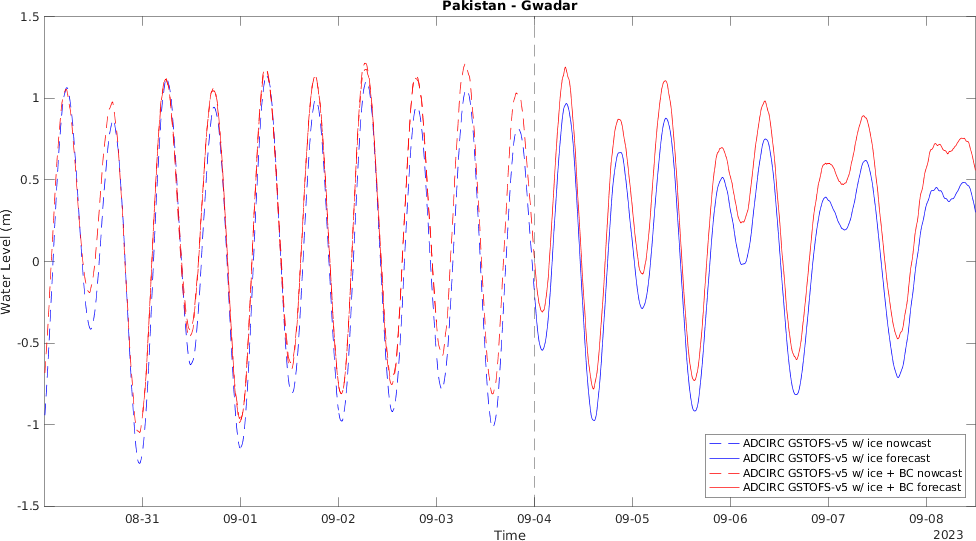 Pakistan - Gwadar
Water Level (m)
1.5
1
0.5
0
-0.5
-1
-1.5
ADCIRC GSTOFS-v5 w/ ice nowcast
ADCIRC GSTOFS-v5 w/ ice forecast
ADCIRC GSTOFS-v5 w/ ice + BC nowcast
ADCIRC GSTOFS-v5 w/ ice + BC forecast
08-31 09-01 09-02 09-03 09-04 09-05 09-06 09-07 09-08
Time
2023